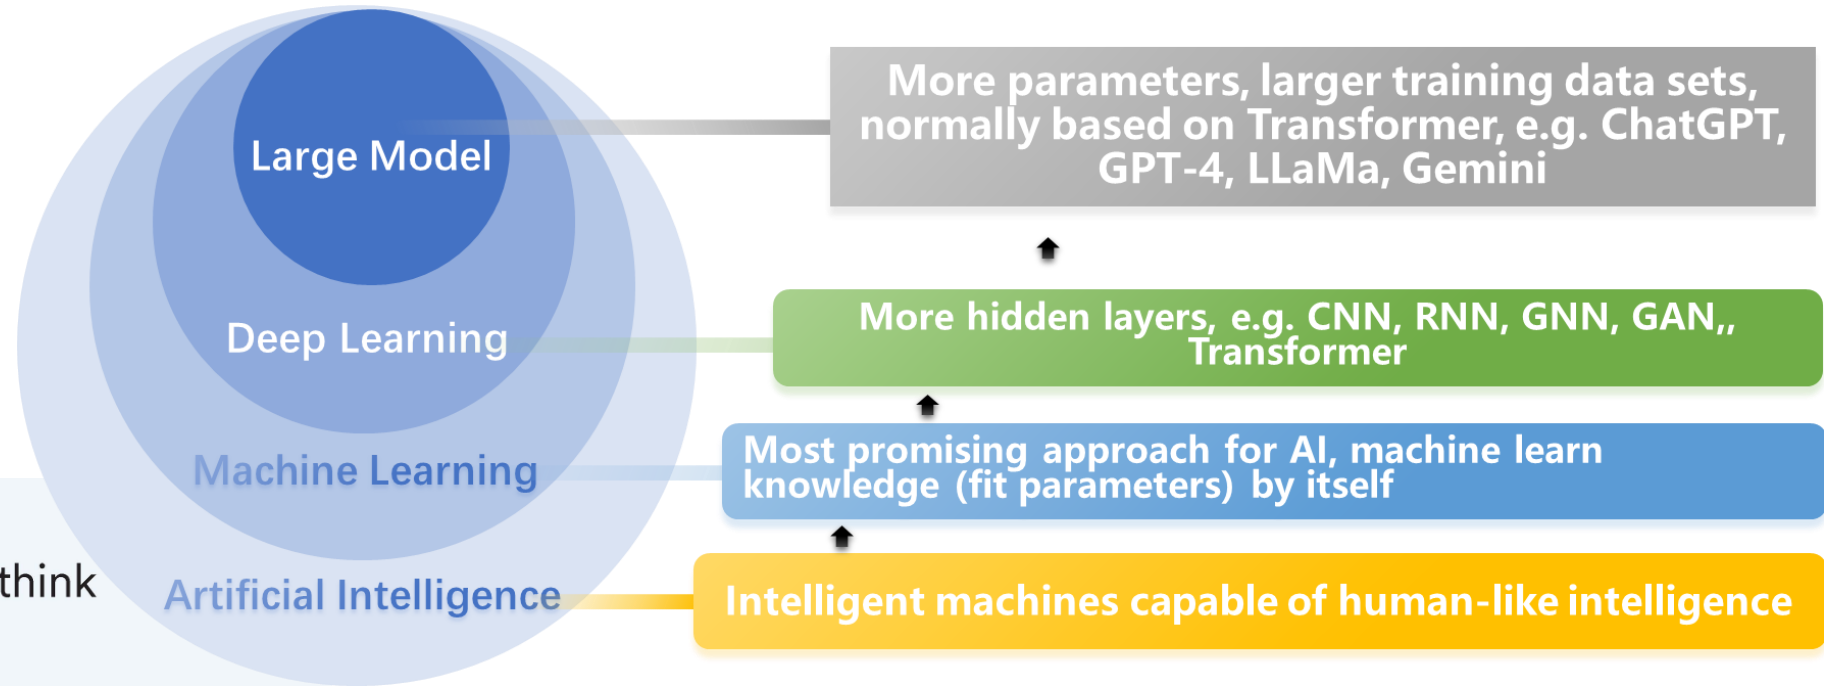 Large Model
More parameters, larger training data sets,
normally based on Transformer, e.g. ChatGPT,
GPT-4, LLaMa, Gemini
Deep Learning
More hidden layers, e.g. CNN, RNN, GNN, GAN,,
Transformer
Machine Learning
Most promising approach for AI, machine learn
knowledge (fit parameters) by itself
think
Artificial Intelligence
Intelligent machines capable of human-like intelligence